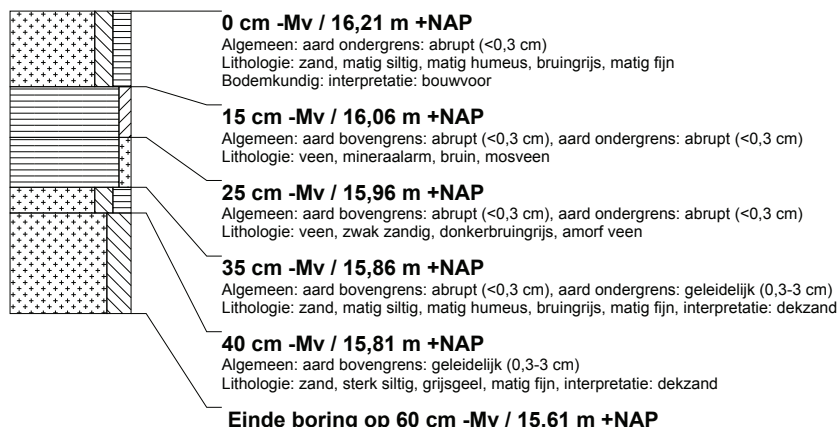 0 cm -Mv / 16,21 m +NAP
Algemeen: aard ondergrens: abrupt (<0,3 cm)
Lithologie: zand, matig siltig, matig humeus, bruingrijs, matig fijn
Bodemkundig: interpretatie: bouwvoor
15 cm -Mv / 16,06 m +NAP
Algemeen: aard bovengrens: abrupt (<0,3 cm), aard ondergrens: abrupt (<0,3 cm)
Lithologie: veen, mineraalarm, bruin, mosveen
25 cm -Mv / 15,96 m +NAP
Algemeen: aard bovengrens: abrupt (<0,3 cm), aard ondergrens: abrupt (<0,3 cm)
Lithologie: veen, zwak zandig, donkerbruingrijs, amorf veen
35 cm -Mv / 15,86 m +NAP
Algemeen: aard bovengrens: abrupt (<0,3 cm), aard ondergrens: geleidelijk (0,3-3 cm)
Lithologie: zand, matig siltig, matig humeus, bruingrijs, matig fijn, interpretatie: dekzand
40 cm -Mv / 15,81 m +NAP
Algemeen: aard bovengrens: geleidelijk (0,3-3 cm)
Lithologie: zand, sterk siltig, grijsgeel, matig fijn, interpretatie: dekzand
Einde boring op 60 cm -Mv / 15,61 m +NAP